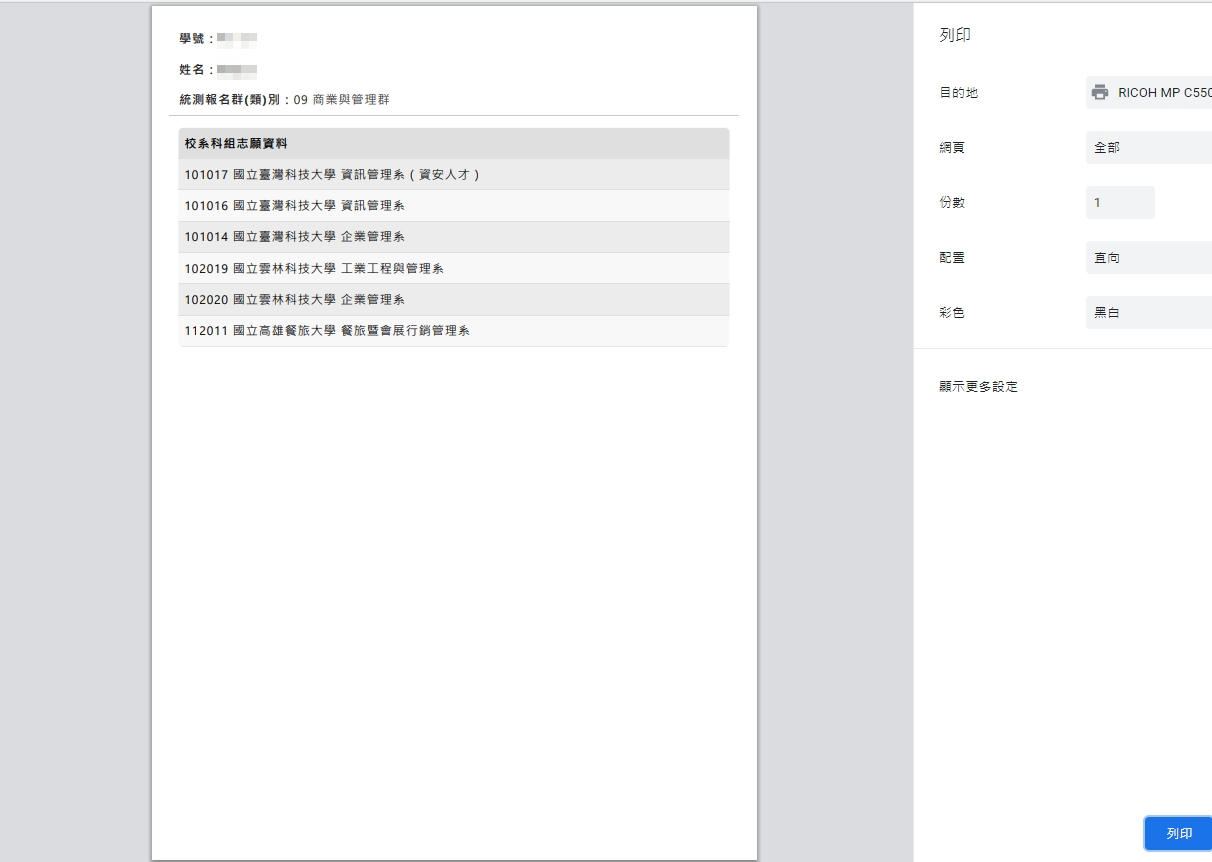 學號：
姓名：
統測報名群(類)別：09 商業與管理群
校系科組志願資料
101017 國立臺灣科技大學 資訊管理系 ( 資安人才 )
101016 國立臺灣科技大學 資訊管理系
101014 國立臺灣科技大學 企業管理系
102019 國立雲林科技大學 工業工程與管理系
102020 國立雲林科技大學 企業管理系
112011 國立高雄餐旅大學 餐旅暨會展行銷管理系
列印
目的地 RICOH MP C550
網頁 全部
份數 1
配置 直向
彩色 黑白
顯示更多設定
列印